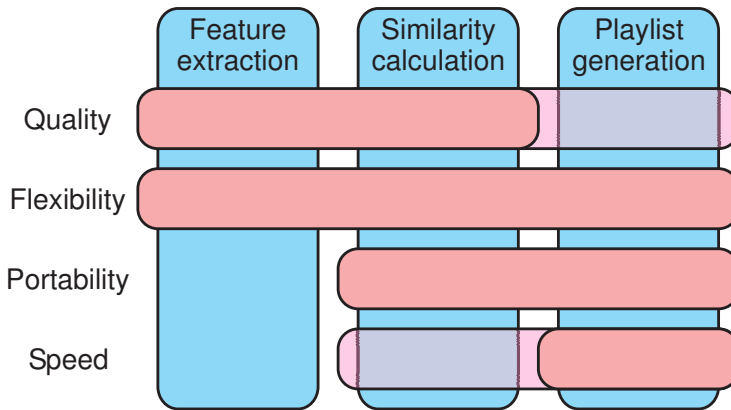 Feature
extraction
Similarity
calculation
Playlist
generation
Quality
Flexibility
Portability
Speed